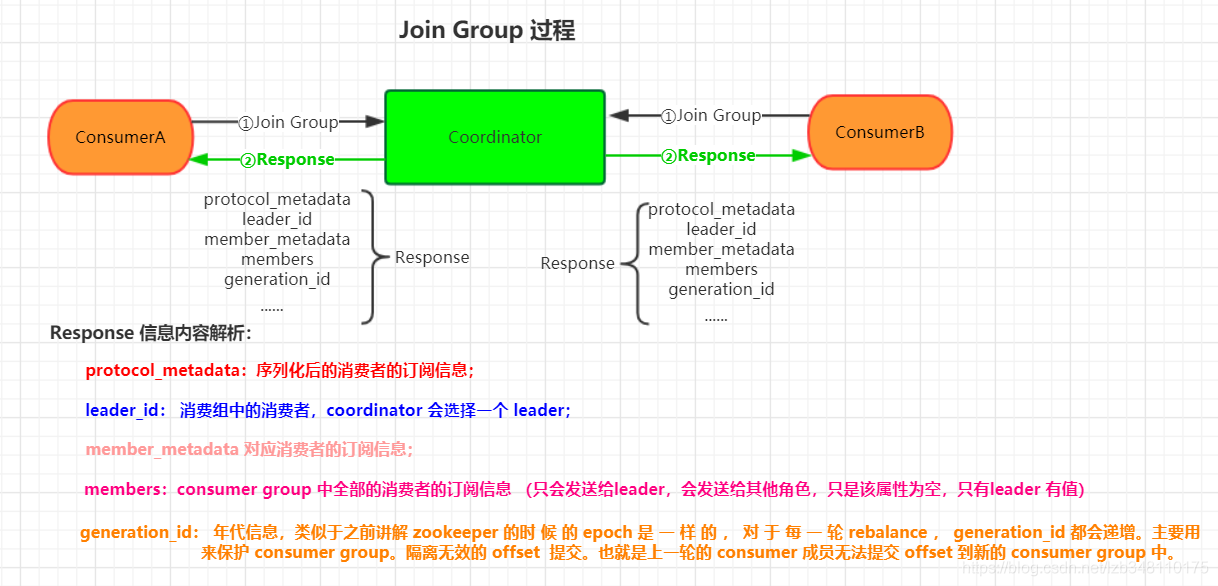 Join Group 过程
ConsumerA
①Join Group
Coordinator
①Join Group
ConsumerB
②Response
②Response
protocol_metadata
leader_id
member_metadata
members
generation_id
......
Response
Response
protocol_metadata
leader_id
member_metadata
members
generation_id
......
Response 信息内容解析：
protocol_metadata：序列化后的消费者的订阅信息；
leader_id： 消费组中的消费者，coordinator 会选择一个 leader；
member_metadata 对应消费者的订阅信息；
members：consumer group 中全部的消费者的订阅信息 （只会发送给leader，会发送给其他角色，只是该属性为空，只有leader 有值）
generation_id： 年代信息，类似于之前讲解 zookeeper 的时 候 的 epoch 是 一 样 的 ， 对 于 每 一 轮 rebalance ， generation_id 都会递增。主要用
来保护 consumer group。隔离无效的 offset 提交。也就是上一轮的 consumer 成员无法提交 offset 到新的 consumer group 中。
https://blog.csdn.net/lzb348110175